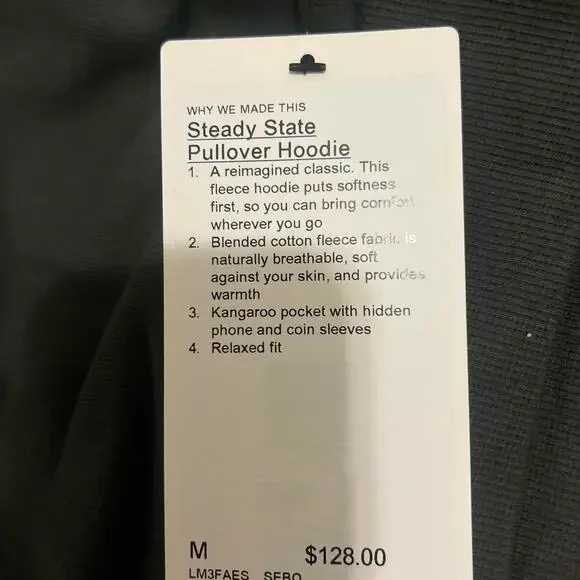 WHY WE MADE THIS
Steady State
Pullover Hoodie
1. A reimagined classic. This
fleece hoodie puts softness
first, so you can bring comfort
wherever you go
2. Blended cotton fleece fabric is
naturally breathable, soft
against your skin, and provides
warmth
3. Kangaroo pocket with hidden
phone and coin sleeves
4. Relaxed fit
M $128.00
LM3FAES SEBO